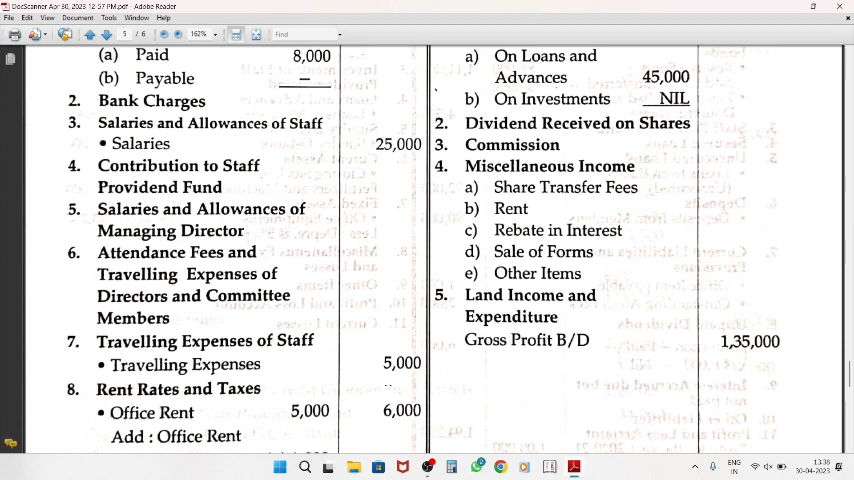 DocScanner Apr 30, 2023 12-57 PM.pdf - Adobe Reader
File Edit View Document Tools Window Help
5 / 6 162% Find
(a) Paid 8,000
(b) Payable –
2. Bank Charges
3. Salaries and Allowances of Staff
• Salaries 25,000
4. Contribution to Staff
Providend Fund
5. Salaries and Allowances of
Managing Director
6. Attendance Fees and
Travelling Expenses of
Directors and Committee
Members
7. Travelling Expenses of Staff
• Travelling Expenses 5,000
8. Rent Rates and Taxes
• Office Rent 5,000 6,000
Add : Office Rent
a) On Loans and
Advances 45,000
b) On Investments NIL
2. Dividend Received on Shares
3. Commission
4. Miscellaneous Income
a) Share Transfer Fees
b) Rent
c) Rebate in Interest
d) Sale of Forms
e) Other Items
5. Land Income and
Expenditure
Gross Profit B/D 1,35,000
ENG
IN
13:38
30-04-2023